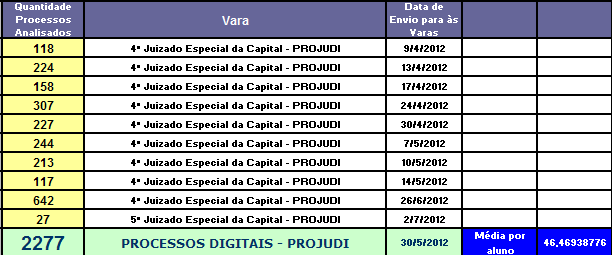 Quantidade Processos Analisados Vara Data de Envio para às Varas
118 4º Juizado Especial da Capital - PROJUDI 9/4/2012
224 4º Juizado Especial da Capital - PROJUDI 13/4/2012
158 4º Juizado Especial da Capital - PROJUDI 17/4/2012
307 4º Juizado Especial da Capital - PROJUDI 24/4/2012
227 4º Juizado Especial da Capital - PROJUDI 30/4/2012
244 4º Juizado Especial da Capital - PROJUDI 7/5/2012
213 4º Juizado Especial da Capital - PROJUDI 10/5/2012
117 4º Juizado Especial da Capital - PROJUDI 14/5/2012
642 4º Juizado Especial da Capital - PROJUDI 26/6/2012
27 5º Juizado Especial da Capital - PROJUDI 2/7/2012
2277 PROCESSOS DIGITAIS - PROJUDI 30/5/2012 Média por aluno 46,46938776